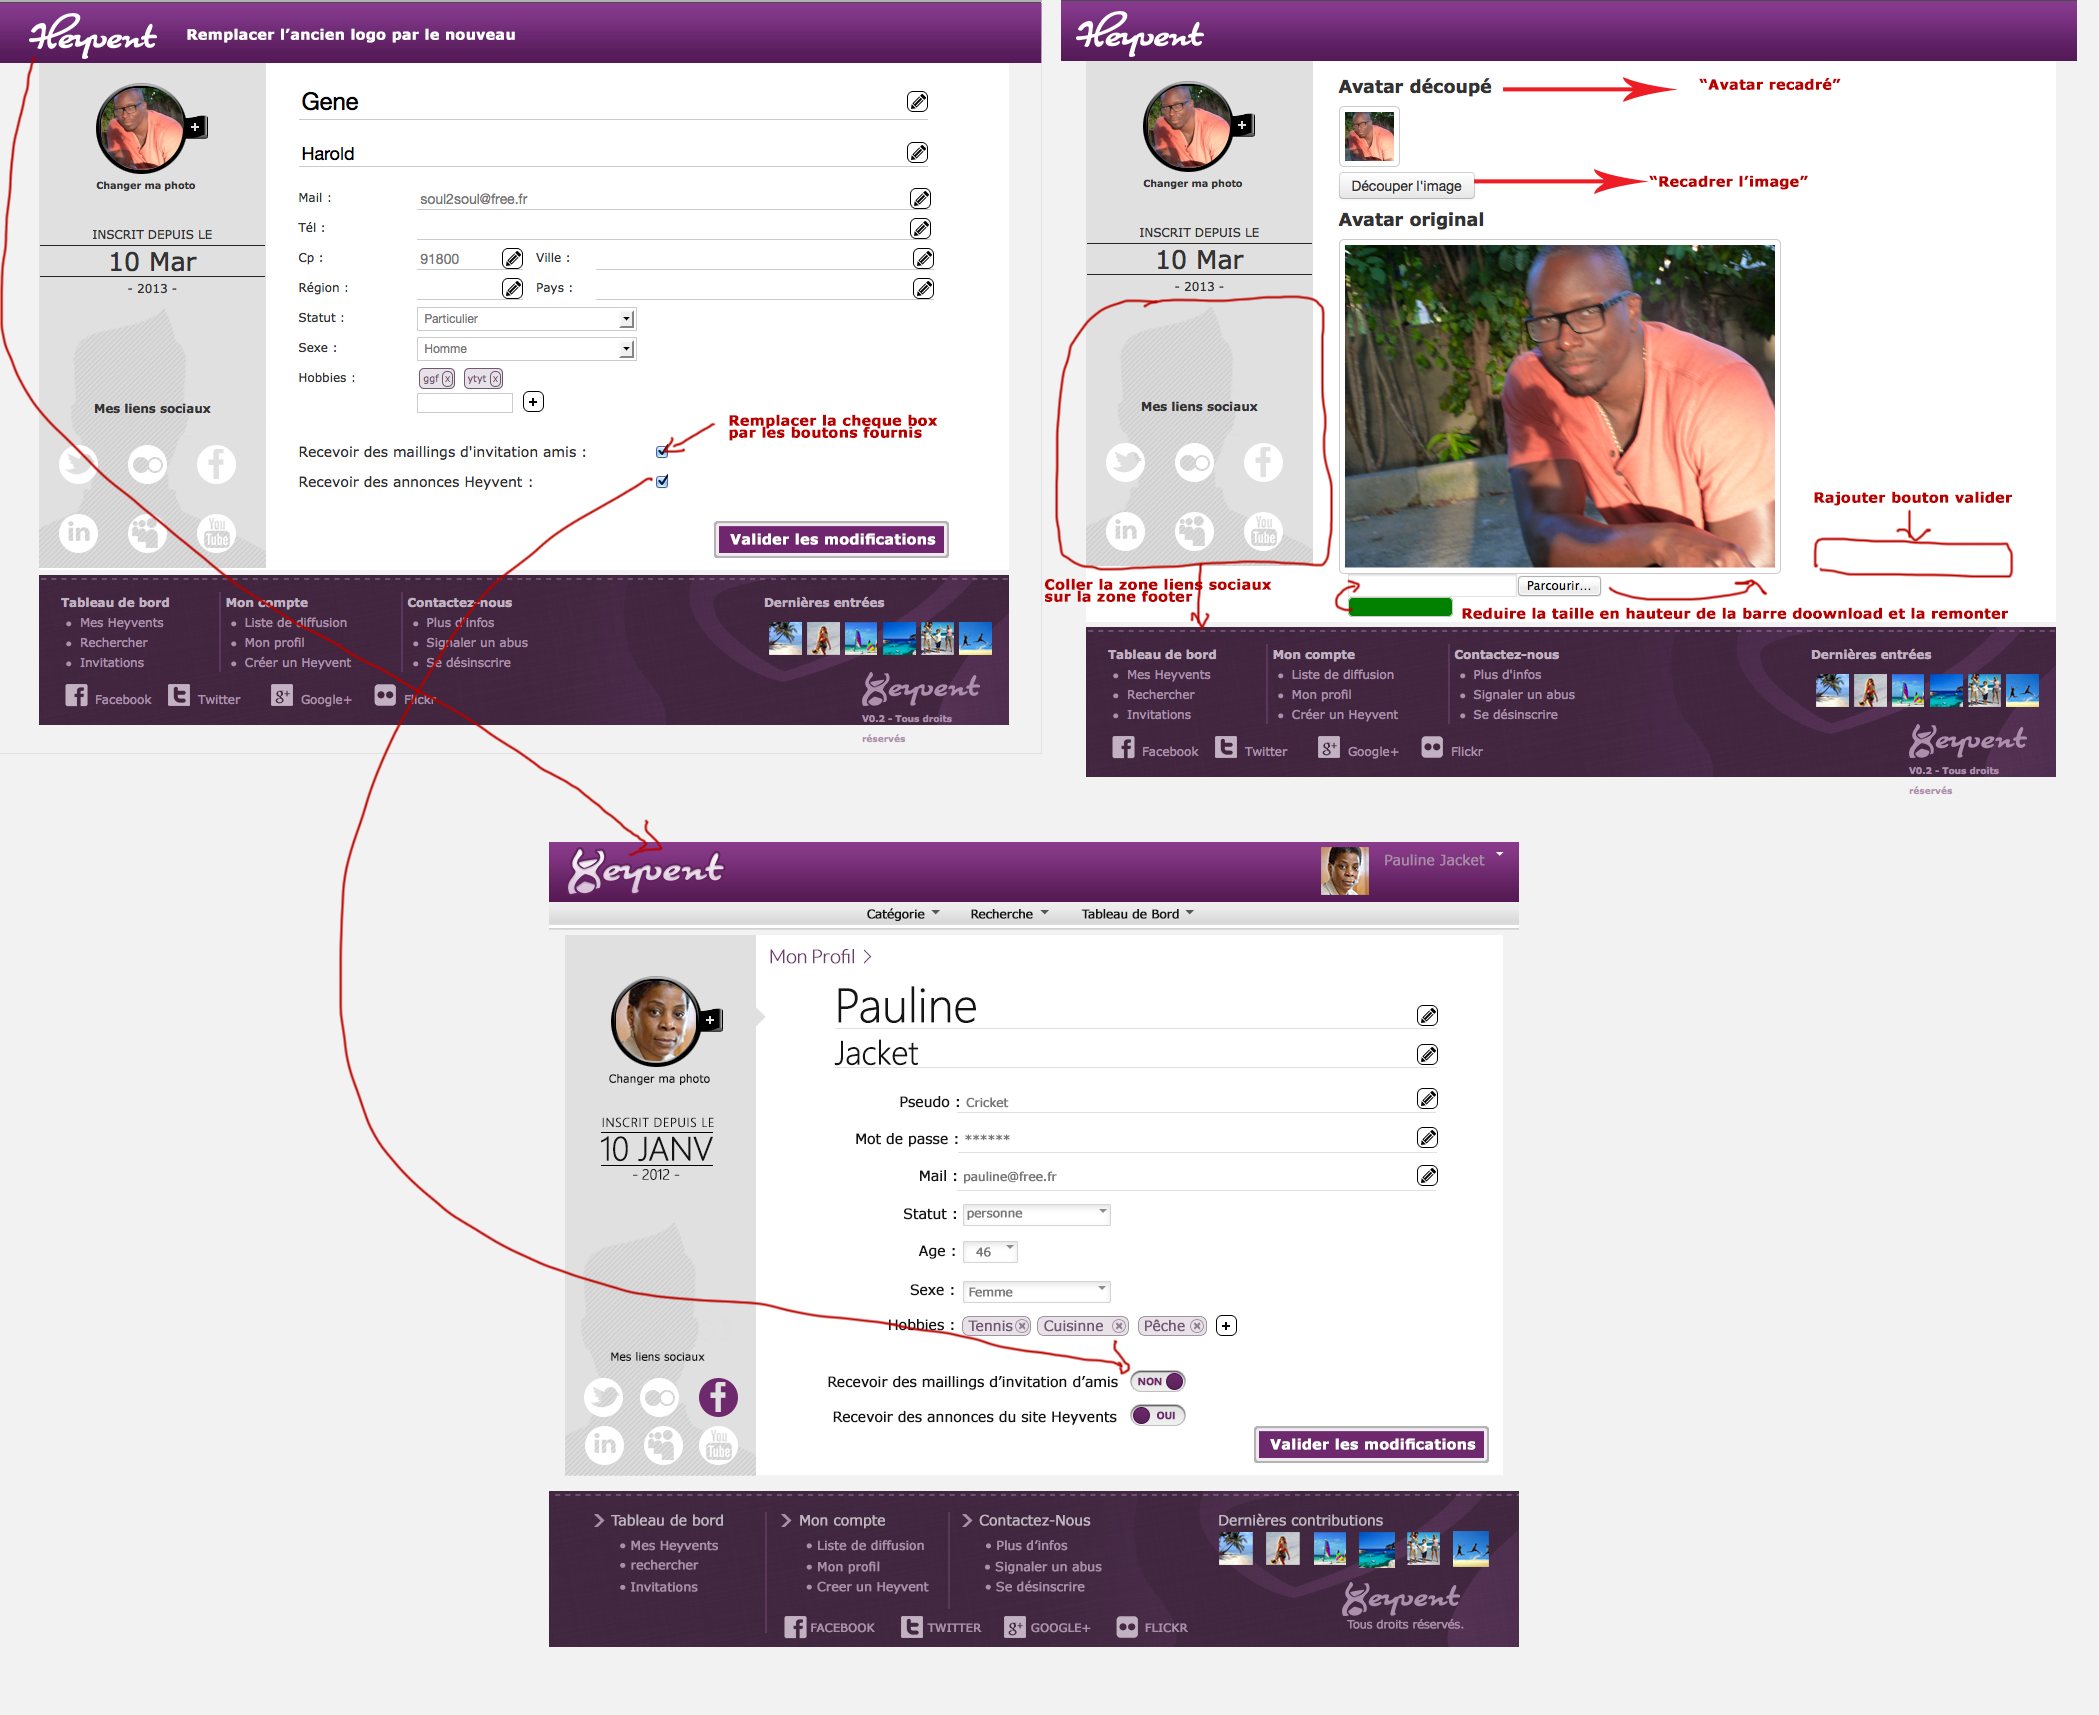 Heyvent
Remplacer l'ancien logo par le nouveau
Changer ma photo
INSCRIT DEPUIS LE
10 Mar
- 2013 -
Mes liens sociaux
in
You
Tube
Gene
Harold
Mail :
soul2soul@free.fr
Tél :
Cp :
91800
Ville :
Région :
Pays :
Statut :
Particulier
Sexe :
Homme
Hobbies :
ggf x ytyt x
Remplacer la cheque box
par les boutons fournis
Recevoir des maillings d'invitation amis :
Recevoir des annonces Heyvent :
Valider les modifications
Tableau de bord
Mes Heyvents
Rechercher
Invitations
Mon compte
Liste de diffusion
Mon profil
Créer un Heyvent
Contactez-nous
Plus d'infos
Signaler un abus
Se désinscrire
Dernières entrées
Facebook
Twitter
g+ Google+
Flickr
Heyvent
V0.2 - Tous droits
réservés
Heyvent
Changer ma photo
INSCRIT DEPUIS LE
10 Mar
- 2013 -
Mes liens sociaux
in
You
Tube
Avatar découpé
“Avatar recadré”
Découper l'image
“Recadrer l'image”
Avatar original
Rajouter bouton valider
Parcourir...
Coller la zone liens sociaux
sur la zone footer
Reduire la taille en hauteur de la barre doownload et la remonter
Tableau de bord
Mes Heyvents
Rechercher
Invitations
Mon compte
Liste de diffusion
Mon profil
Créer un Heyvent
Contactez-nous
Plus d'infos
Signaler un abus
Se désinscrire
Dernières entrées
Facebook
Twitter
g+ Google+
Flickr
Heyvent
V0.2 - Tous droits
réservés
Heyvent
Pauline Jacket
Catégorie
Recherche
Tableau de Bord
Changer ma photo
INSCRIT DEPUIS LE
10 JANV
- 2012 -
Mes liens sociaux
in
You
Tube
Mon Profil >
Pauline
Jacket
Pseudo : Cricket
Mot de passe : ******
Mail : pauline@free.fr
Statut : personne
Age : 46
Sexe : Femme
Hobbies : Tennis Cuisinne Pêche
Recevoir des maillings d'invitation d'amis NON
Recevoir des annonces du site Heyvents OUI
Valider les modifications
Tableau de bord
Mes Heyvents
rechercher
Invitations
Mon compte
Liste de diffusion
Mon profil
Creer un Heyvent
Contactez-Nous
Plus d'infos
Signaler un abus
Se désinscrire
Dernières contributions
FACEBOOK
TWITTER
g+ GOOGLE+
FLICKR
Heyvent
Tous droits réservés.